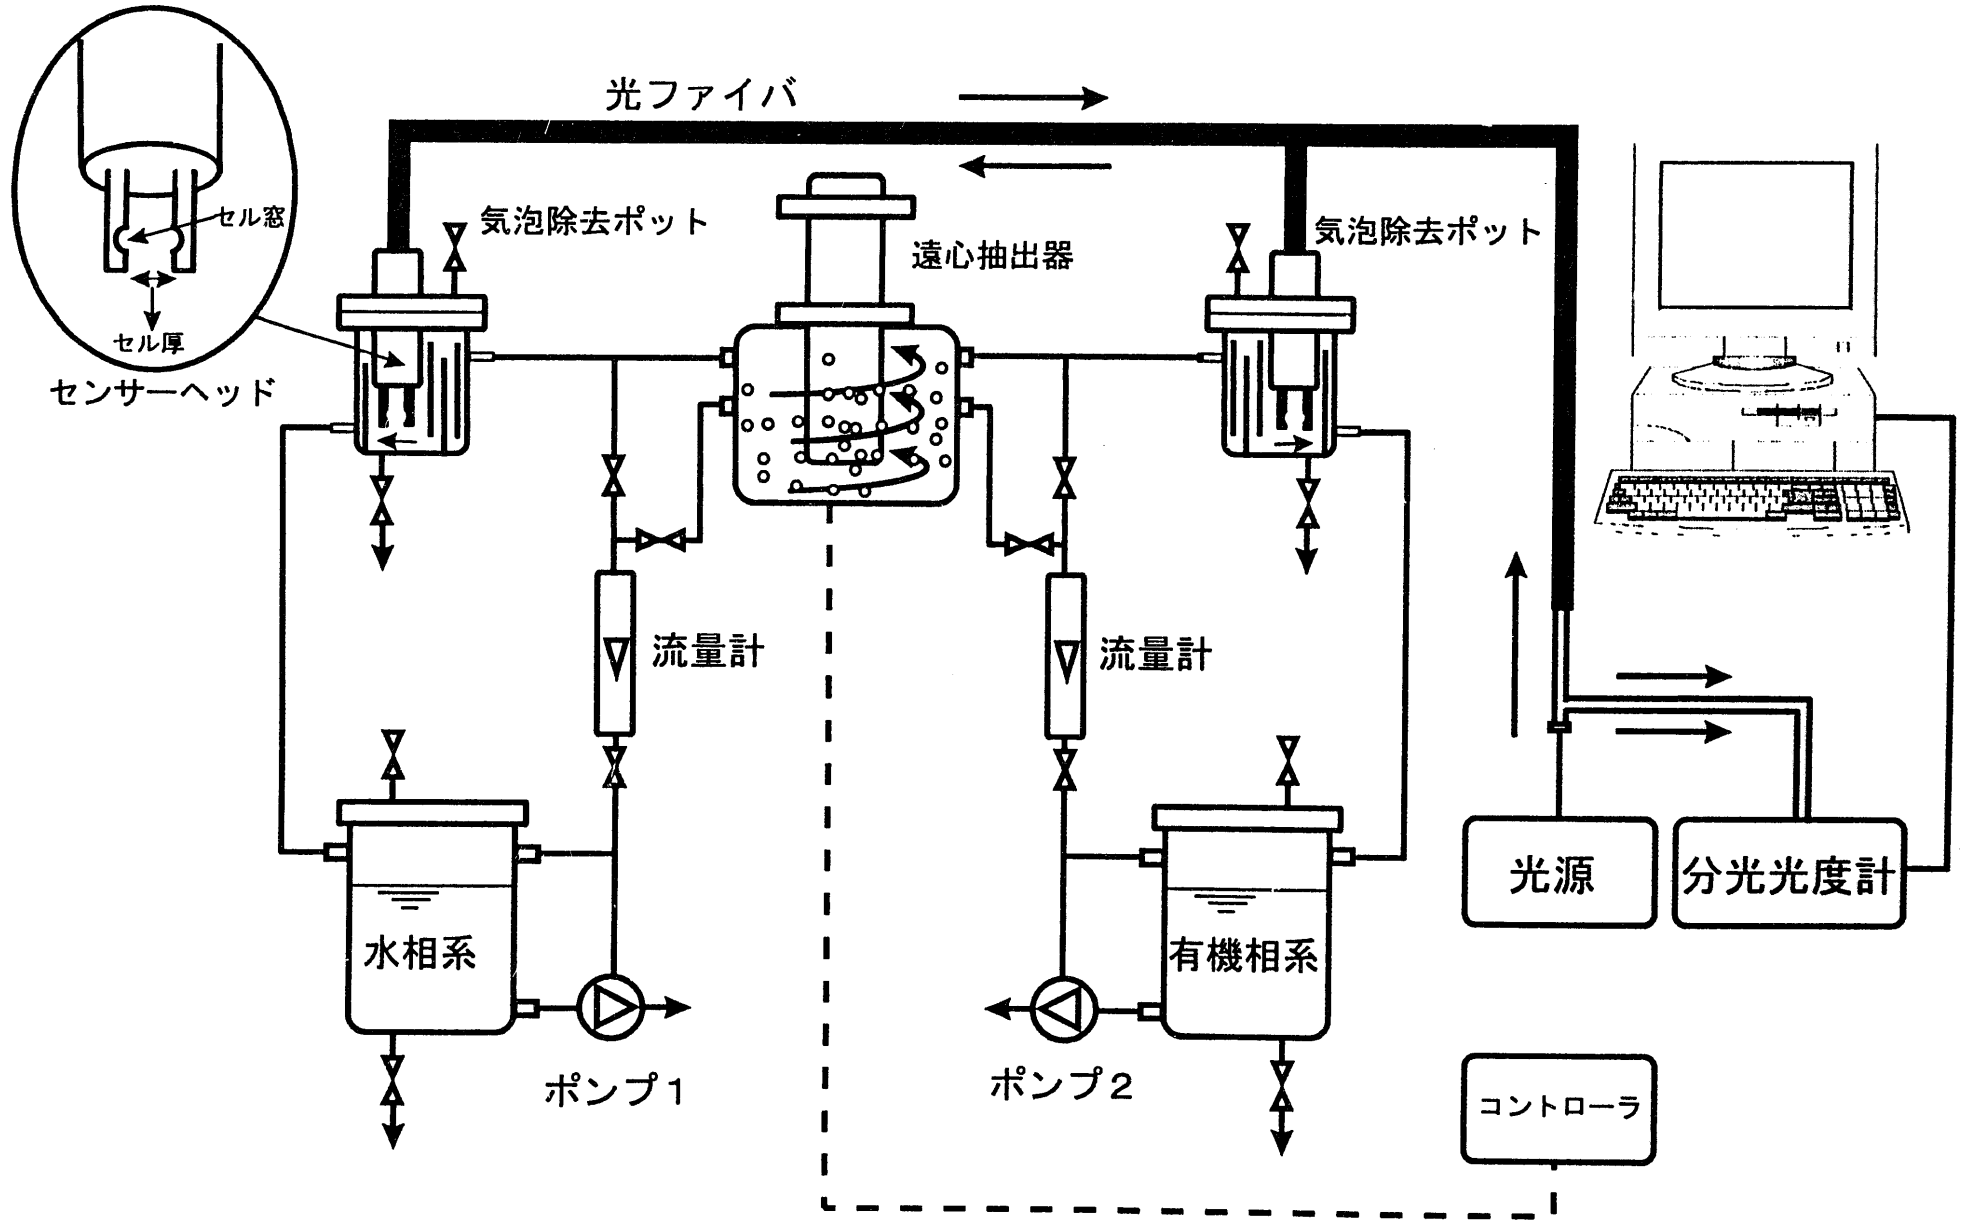 光ファイバ
セル窓
気泡除去ポット
気泡除去ポット
遠心抽出器
セル厚
センサーヘッド
流量計
流量計
光源
分光光度計
水相系
有機相系
ポンプ1
ポンプ2
コントローラ